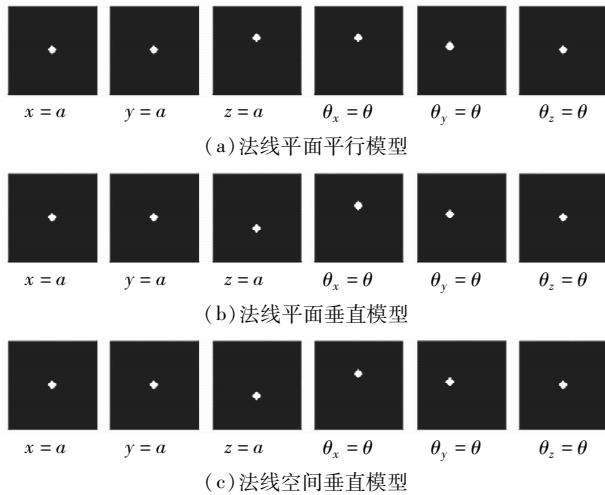 x = a y = a z = a θx = θ θy = θ θz = θ
(a)法线平面平行模型
x = a y = a z = a θx = θ θy = θ θz = θ
(b)法线平面垂直模型
x = a y = a z = a θx = θ θy = θ θz = θ
(c)法线空间垂直模型